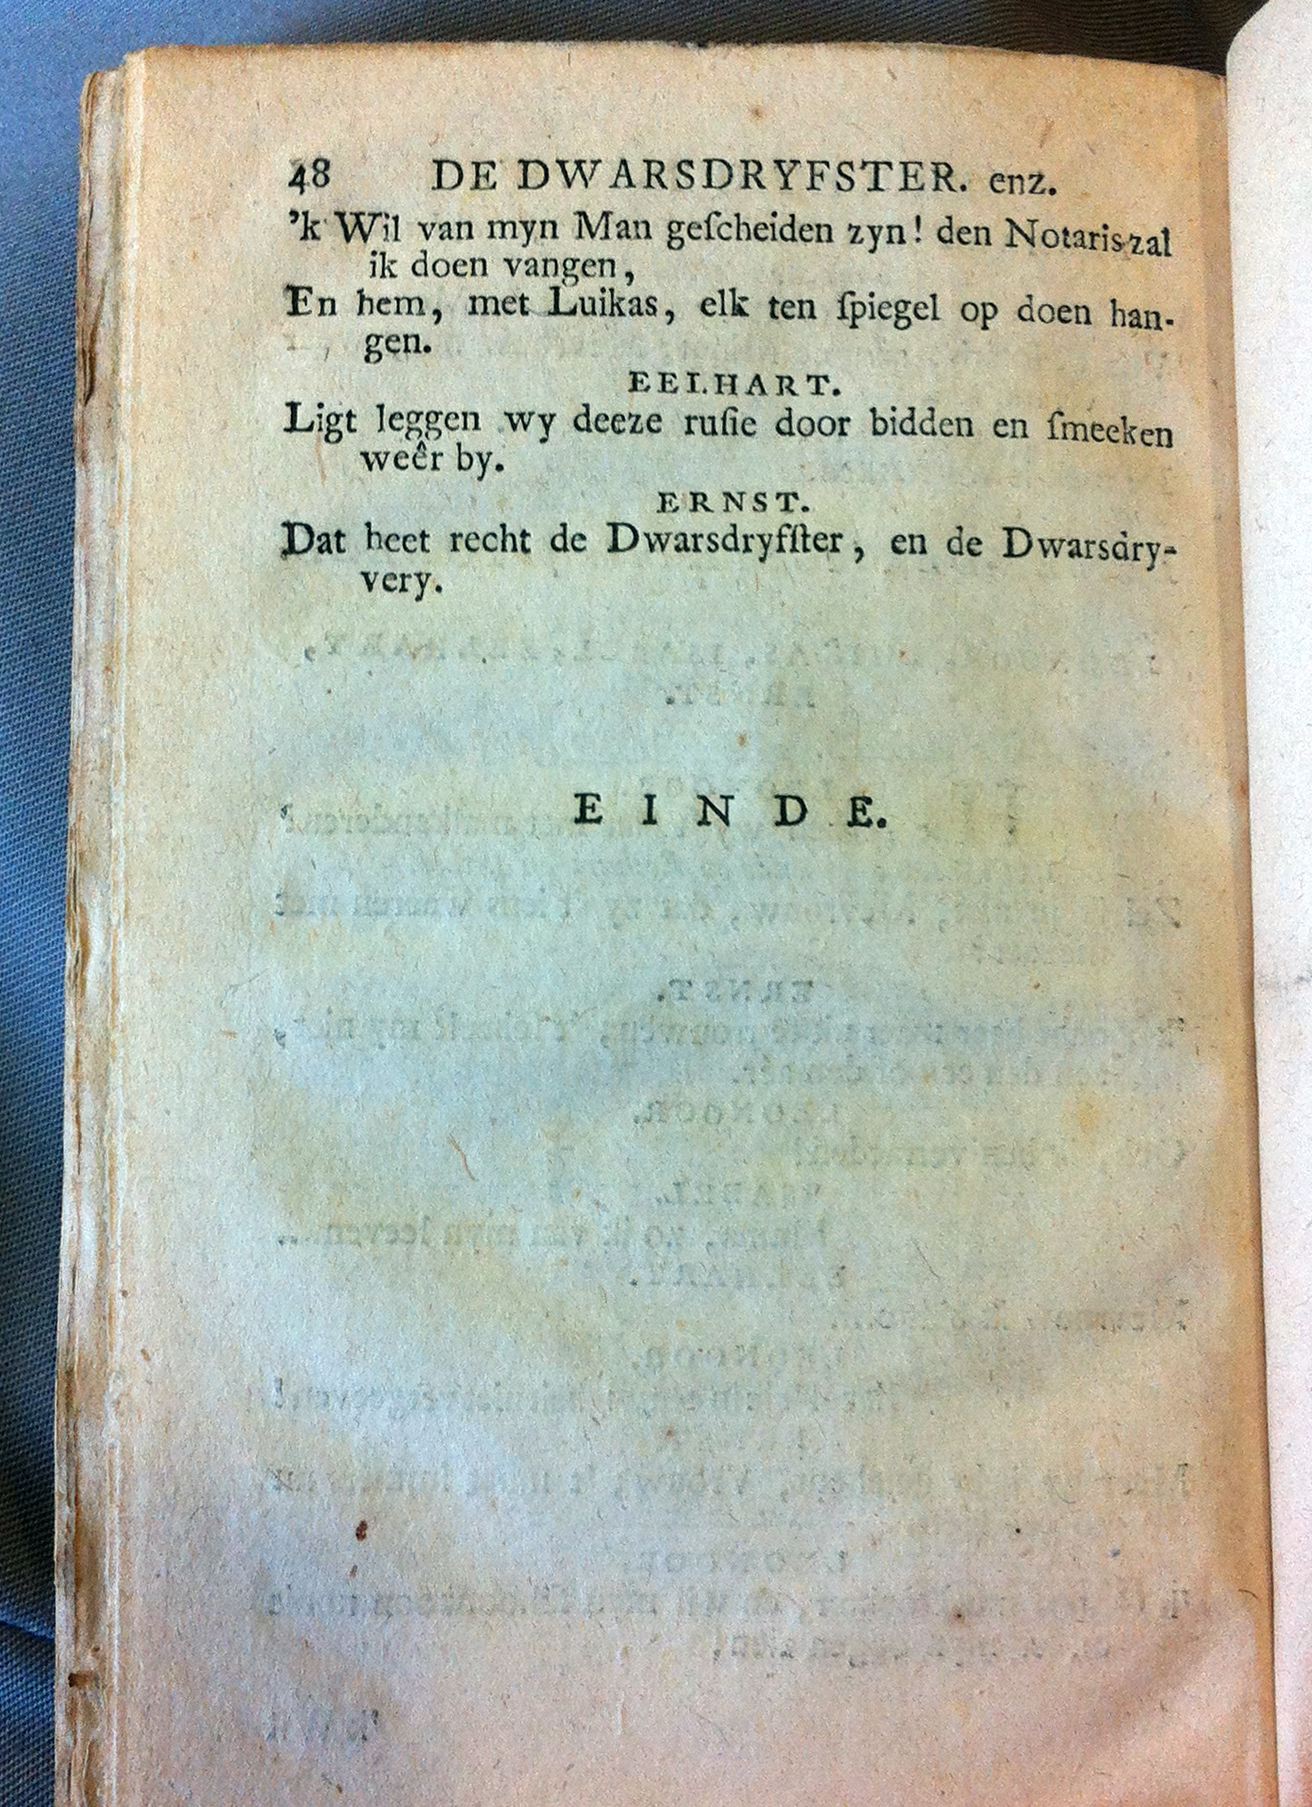 48 DE DWARSDRYFSTER. enz.
’k Wil van myn Man geſcheiden zyn! den Notaris zal
ik doen vangen,
En hem, met Luikas, elk ten ſpiegel op doen han-
gen.
EELHART.
Ligt leggen wy deeze ruſie door bidden en ſmeeken
weêr by.
ERNST.
Dat heet recht de Dwarsdryfſter, en de Dwarsdry-
very.
EINDE.